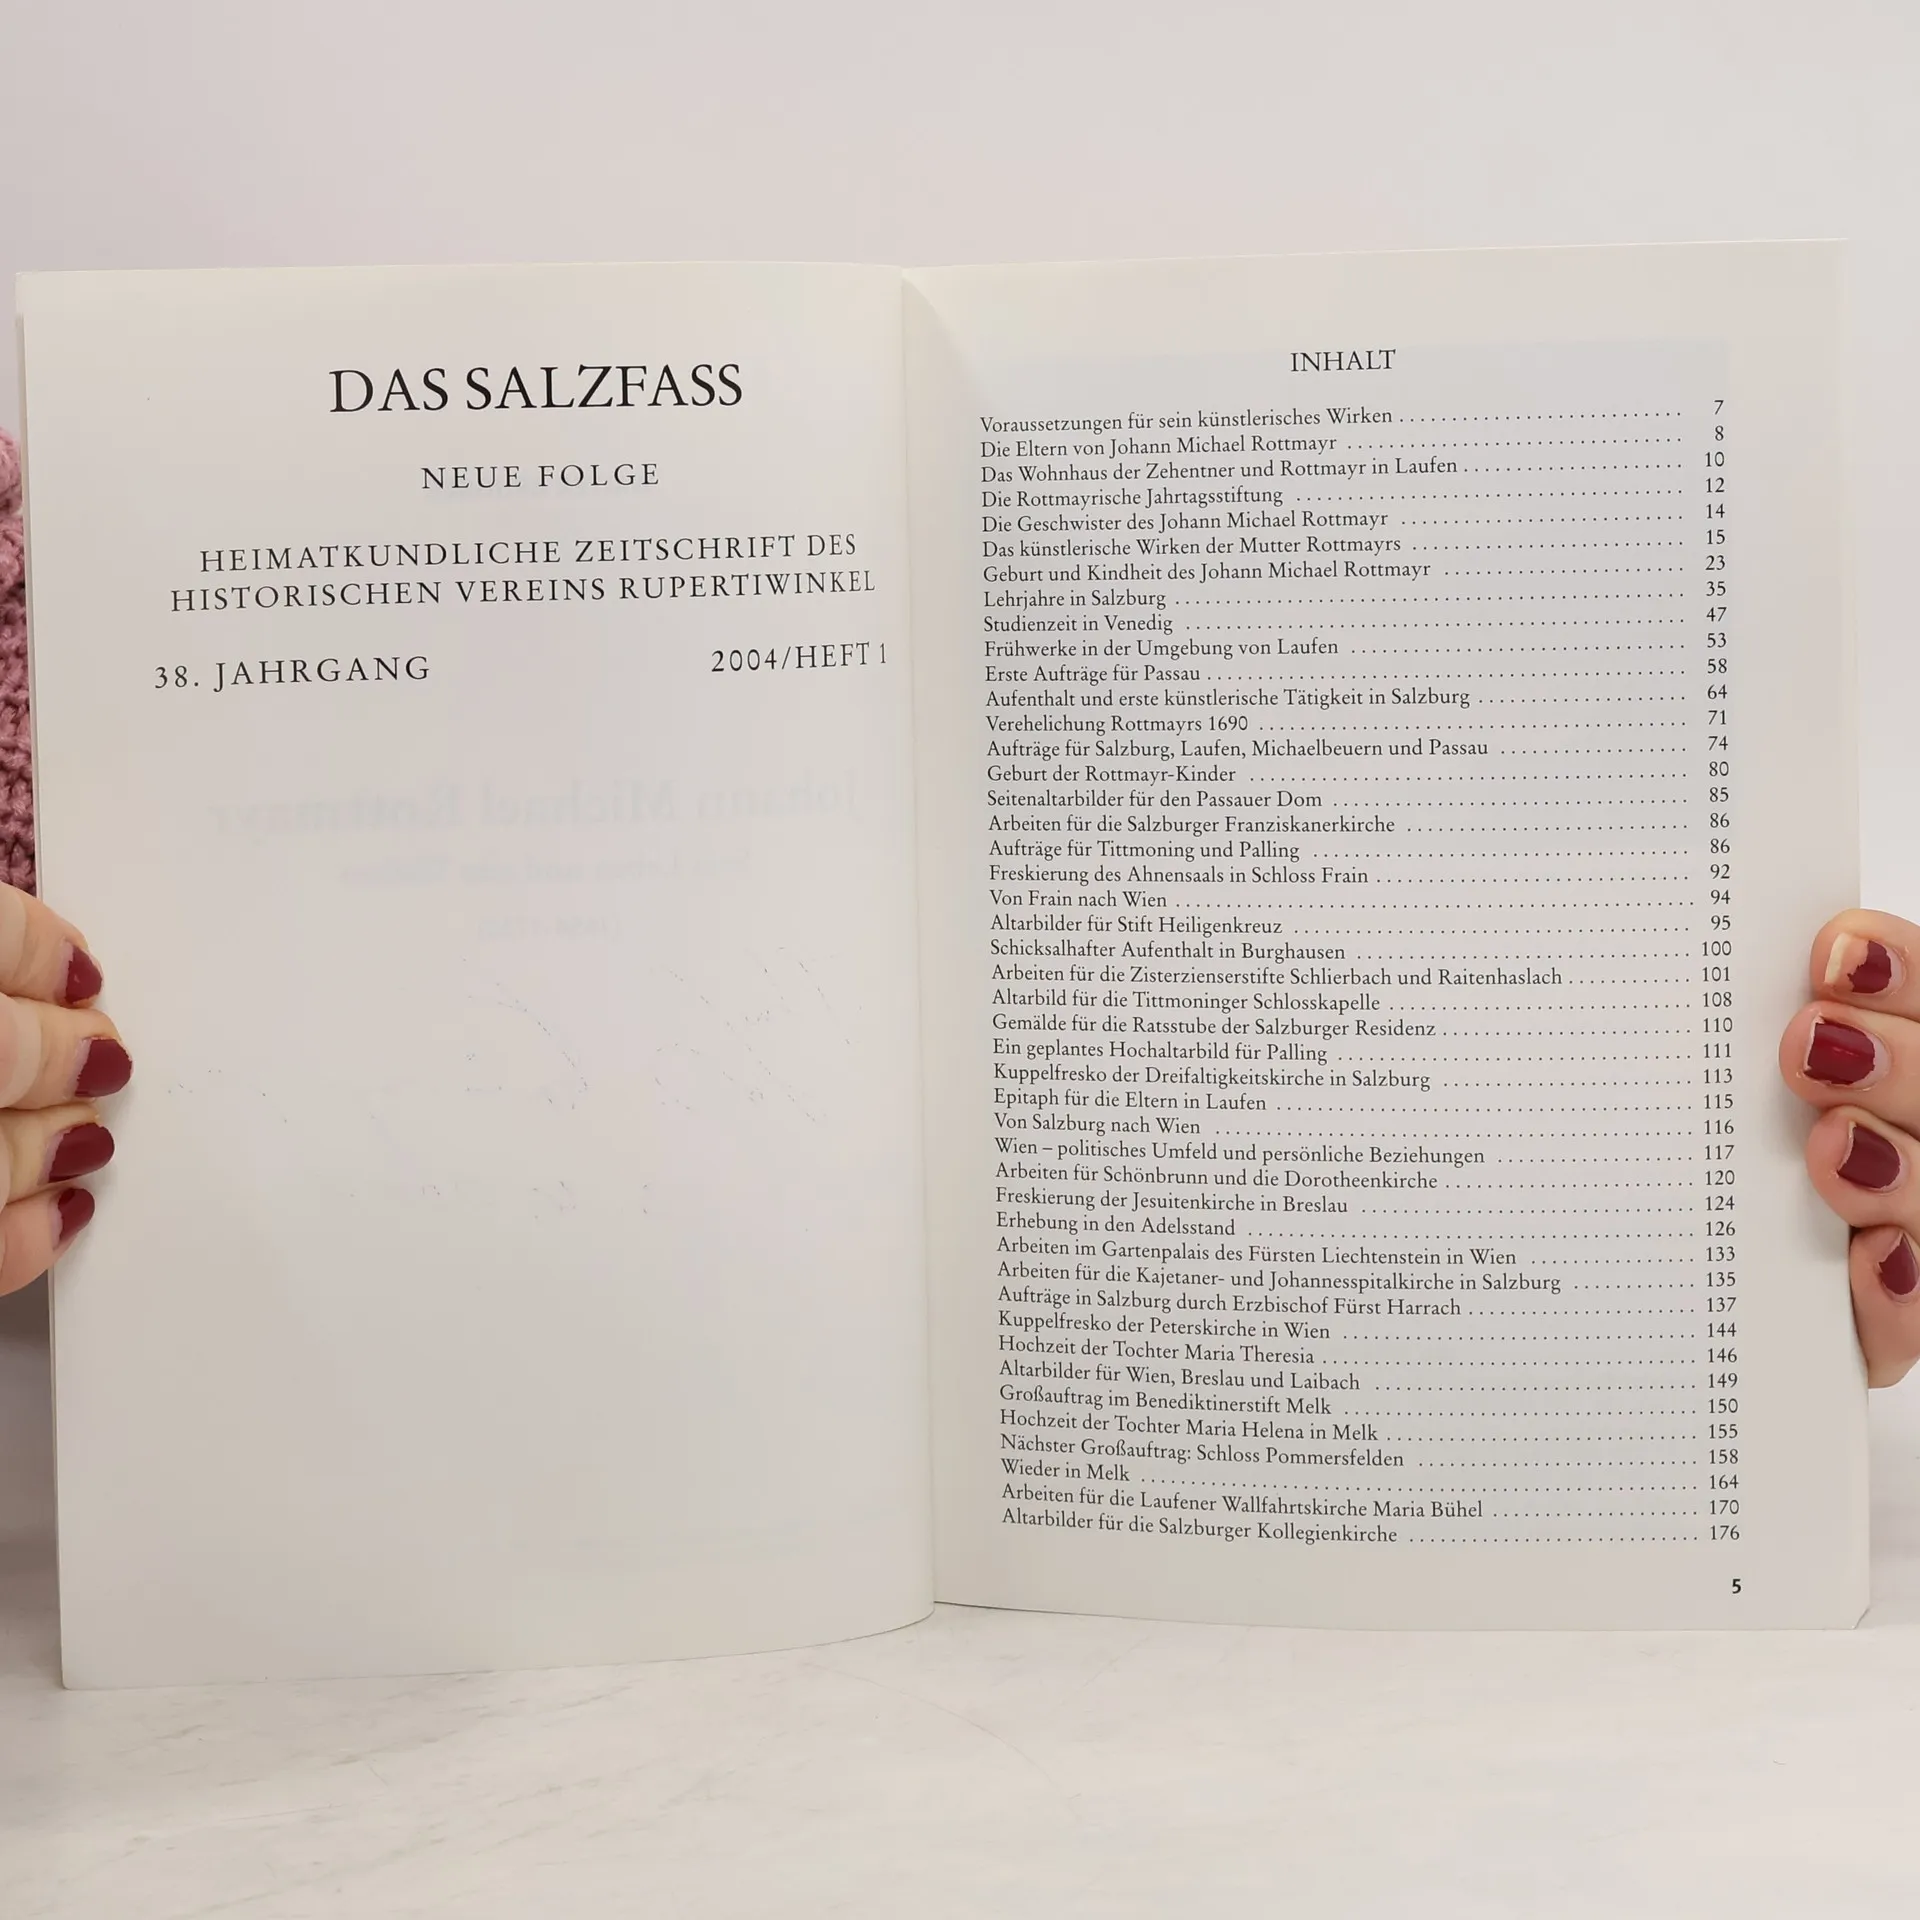 DAS SALZFASS
NEUE FOLGE
HEIMATKUNDLICHE ZEITSCHRIFT DES
HISTORISCHEN VEREINS RUPERTIWINKEL
38. JAHRGANG 2004/HEFT 1
INHALT
Voraussetzungen für sein künstlerisches Wirken 7
Die Eltern von Johann Michael Rottmayr 8
Das Wohnhaus der Zehentner und Rottmayr in Laufen 10
Die Rottmayrische Jahrtagsstiftung 12
Die Geschwister des Johann Michael Rottmayr 14
Das künstlerische Wirken der Mutter Rottmayrs 15
Geburt und Kindheit des Johann Michael Rottmayr 23
Lehrjahre in Salzburg 35
Studienzeit in Venedig 47
Frühwerke in der Umgebung von Laufen 53
Erste Aufträge für Passau 58
Aufenthalt und erste künstlerische Tätigkeit in Salzburg 64
Verehelichung Rottmayrs 1690 71
Aufträge für Salzburg, Laufen, Michaelbeuern und Passau 74
Geburt der Rottmayr-Kinder 80
Seitenaltarbilder für den Passauer Dom 85
Arbeiten für die Salzburger Franziskanerkirche 86
Aufträge für Tittmoning und Palling 86
Freskierung des Ahnensaals in Schloss Frain 92
Von Frain nach Wien 94
Altarbilder für Stift Heiligenkreuz 95
Schicksalhafter Aufenthalt in Burghausen 100
Arbeiten für die Zisterzienserstifte Schlierbach und Raitenhaslach 101
Altarbild für die Tittmoninger Schlosskapelle 108
Gemälde für die Ratsstube der Salzburger Residenz 110
Ein geplantes Hochaltarbild für Palling 111
Kuppelfresko der Dreifaltigkeitskirche in Salzburg 113
Epitaph für die Eltern in Laufen 115
Von Salzburg nach Wien 116
Wien – politisches Umfeld und persönliche Beziehungen 117
Arbeiten für Schönbrunn und die Dorotheenkirche 120
Freskierung der Jesuitenkirche in Breslau 124
Erhebung in den Adelsstand 126
Arbeiten im Gartenpalais des Fürsten Liechtenstein in Wien 133
Arbeiten für die Kajetaner- und Johannesspitalkirche in Salzburg 135
Aufträge in Salzburg durch Erzbischof Fürst Harrach 137
Kuppelfresko der Peterskirche in Wien 144
Hochzeit der Tochter Maria Theresia 146
Altarbilder für Wien, Breslau und Laibach 149
Großauftrag im Benediktinerstift Melk 150
Hochzeit der Tochter Maria Helena in Melk 155
Nächster Großauftrag: Schloss Pommersfelden 158
Wieder in Melk 164
Arbeiten für die Laufener Wallfahrtskirche Maria Bühel 170
Altarbilder für die Salzburger Kollegienkirche 176
5